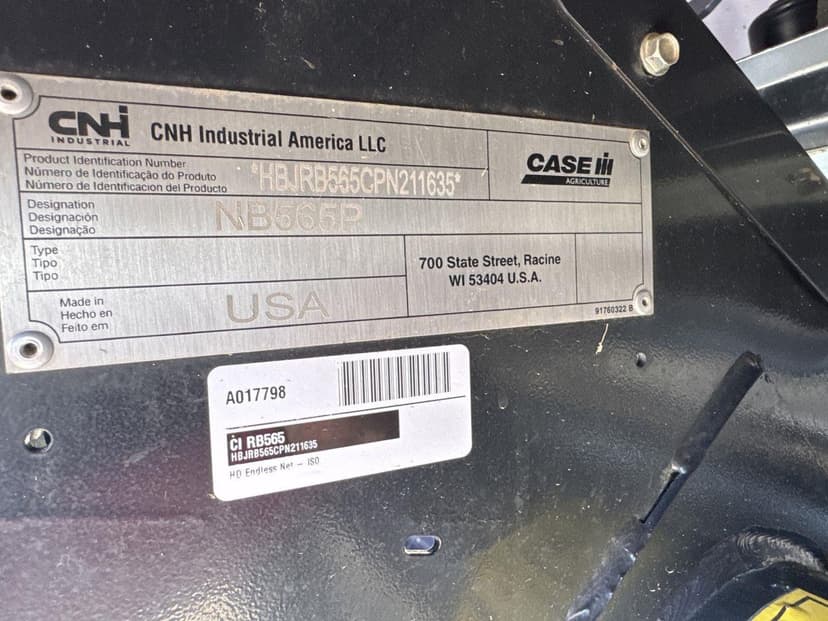 CNH
INDUSTRIAL
CNH Industrial America LLC
Product Identification Number
Número de Identificação do Produto
Número de Identificacion del Producto
*HBJRB565CPN211635*
CASE IH
AGRICULTURE
Designation
Designación
Designação
NB565P
Type
Tipo
Tipo
700 State Street, Racine
WI 53404 U.S.A.
Made in
Hecho en
Feito em
USA
91760322 B
A017798
CI RB565
HBJRB565CPN211635
HD Endless Net - ISO